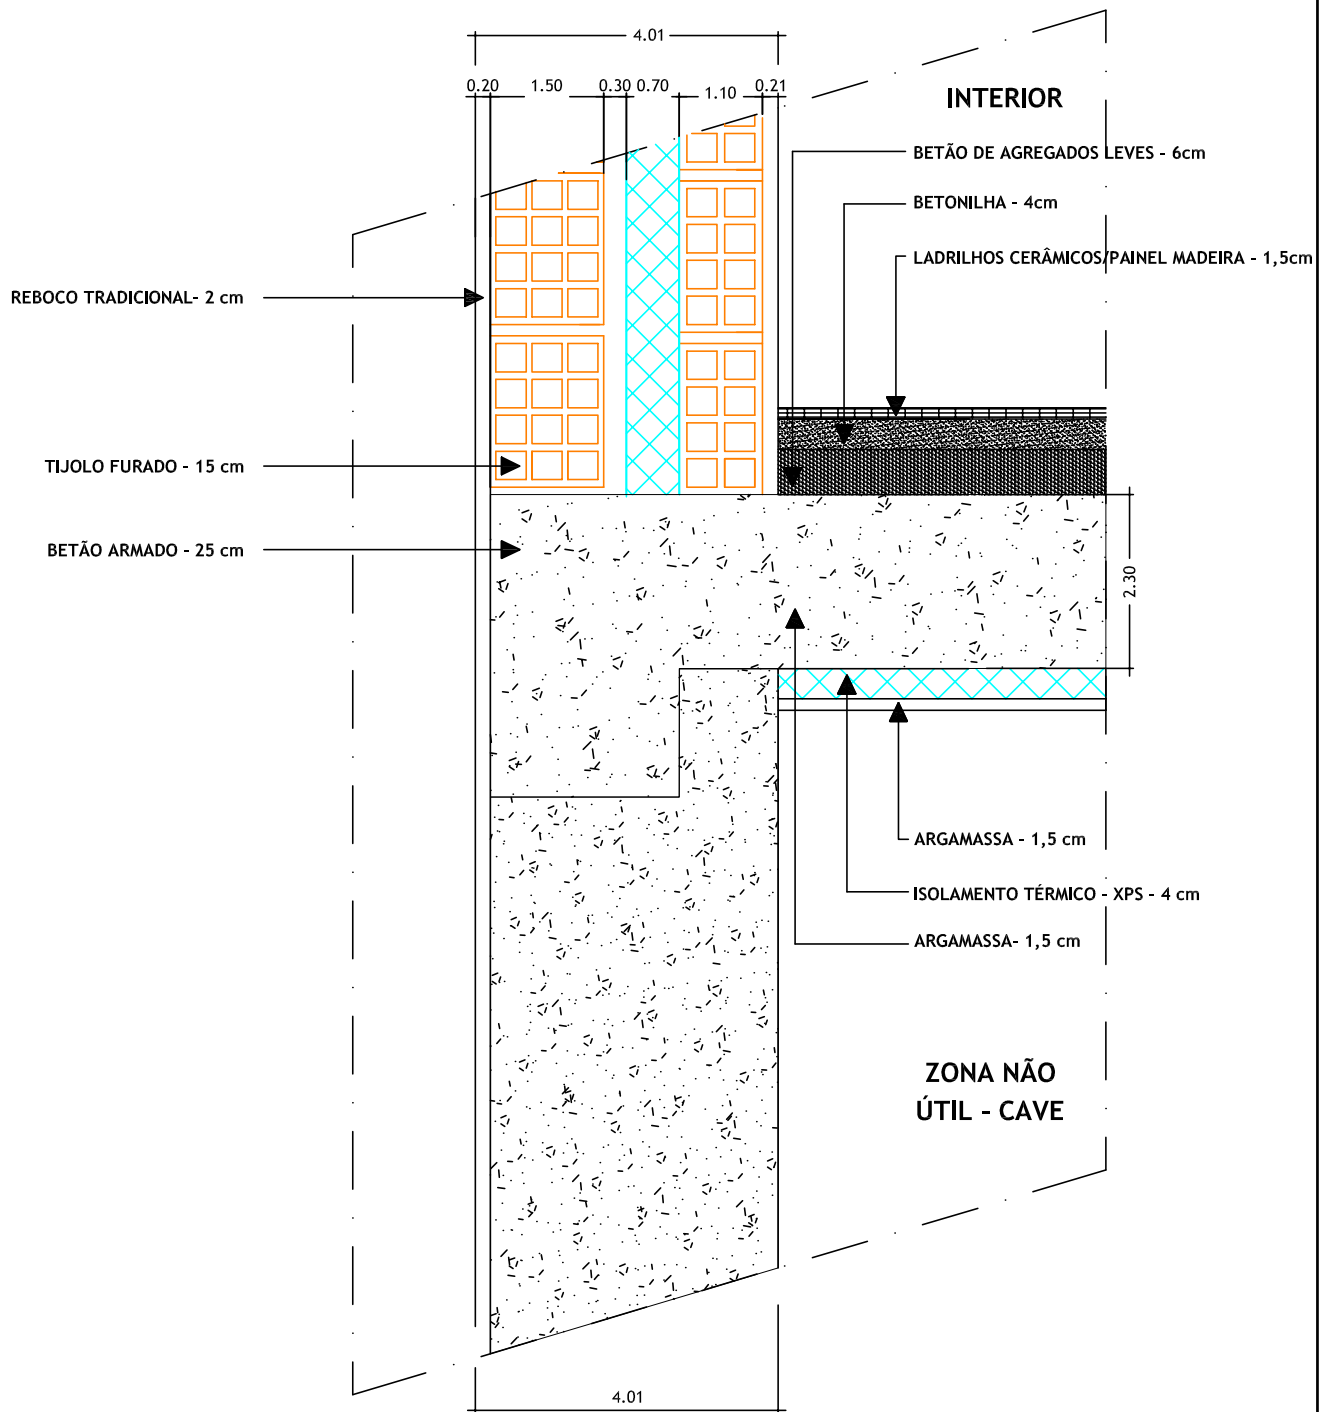 4.01
0.20 1.50 0.30 0.70 1.10 0.21
INTERIOR
BETÃO DE AGREGADOS LEVES - 6cm
BETONILHA - 4cm
LADRILHOS CERÂMICOS/PAINEL MADEIRA - 1,5cm
REBOCO TRADICIONAL- 2 cm
TIJOLO FURADO - 15 cm
BETÃO ARMADO - 25 cm
2.30
ARGAMASSA - 1,5 cm
ISOLAMENTO TÉRMICO - XPS - 4 cm
ARGAMASSA- 1,5 cm
ZONA NÃO
ÚTIL - CAVE
4.01